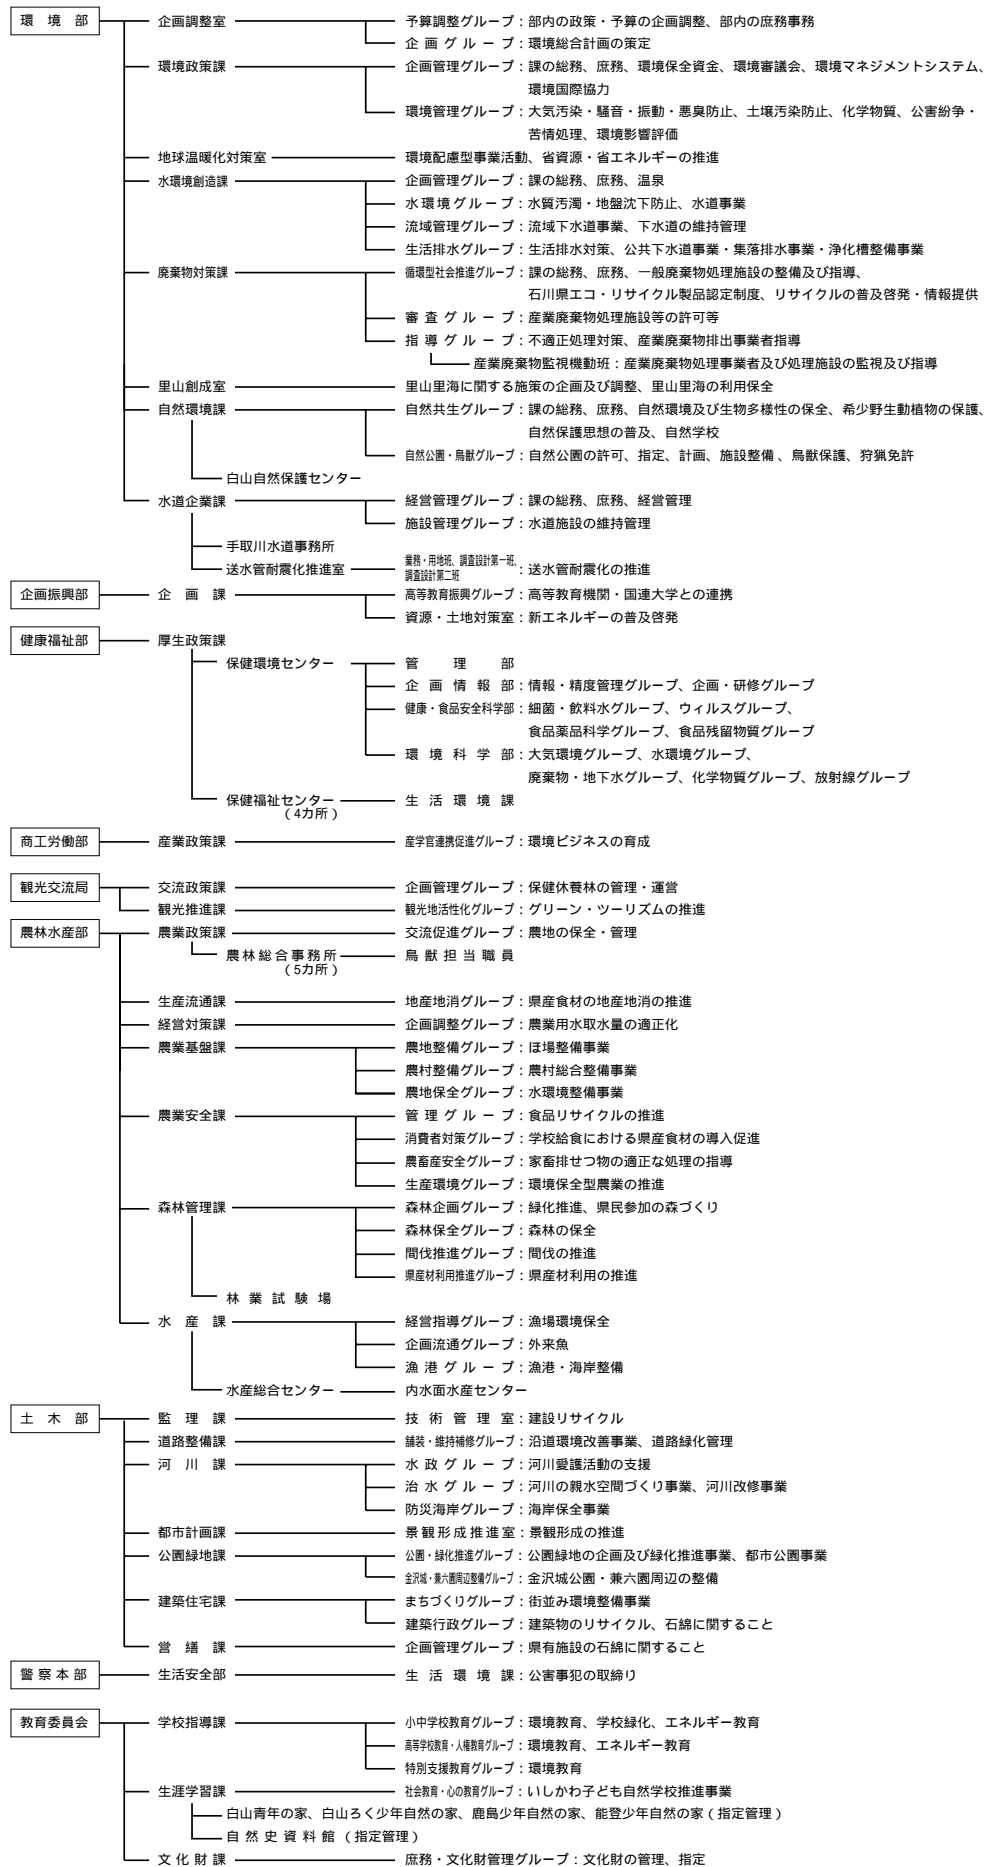 環境部 企画調整室 予算調整グループ：部内の政策・予算の企画調整、部内の庶務事務
企画グループ：環境総合計画の策定
環境政策課 企画管理グループ：課の総務、庶務、環境保全資金、環境審議会、環境マネジメントシステム、
環境国際協力
環境管理グループ：大気汚染・騒音・振動・悪臭防止、土壌汚染防止、化学物質、公害紛争・
苦情処理、環境影響評価
地球温暖化対策室 環境配慮型事業活動、省資源・省エネルギーの推進
水環境創造課 企画管理グループ：課の総務、庶務、温泉
水環境グループ：水質汚濁・地盤沈下防止、水道事業
流域管理グループ：流域下水道事業、下水道の維持管理
生活排水グループ：生活排水対策、公共下水道事業・集落排水事業・浄化槽整備事業
廃棄物対策課 循環型社会推進グループ：課の総務、庶務、一般廃棄物処理施設の整備及び指導、
石川県エコ・リサイクル製品認定制度、リサイクルの普及啓発・情報提供
審査グループ：産業廃棄物処理施設等の許可等
指導グループ：不適正処理対策、産業廃棄物排出事業者指導
産業廃棄物監視機動班：産業廃棄物処理事業者及び処理施設の監視及び指導
里山創成室 里山里海に関する施策の企画及び調整、里山里海の利用保全
自然環境課 自然共生グループ：課の総務、庶務、自然環境及び生物多様性の保全、希少野生動植物の保護、
自然保護思想の普及、自然学校
自然公園・鳥獣グループ：自然公園の許可、指定、計画、施設整備、鳥獣保護、狩猟免許
白山自然保護センター
水道企業課 経営管理グループ：課の総務、庶務、経営管理
施設管理グループ：水道施設の維持管理
手取川水道事務所
送水管耐震化推進室 業務・用地班、調査設計第一班、調査設計第二班：送水管耐震化の推進
企画振興部 企画課 高等教育振興グループ：高等教育機関・国連大学との連携
資源・土地対策室：新エネルギーの普及啓発
健康福祉部 厚生政策課
保健環境センター 管理部
企画情報部：情報・精度管理グループ、企画・研修グループ
健康・食品安全科学部：細菌・飲料水グループ、ウィルスグループ、
食品薬品科学グループ、食品残留物質グループ
環境科学部：大気環境グループ、水環境グループ、
廃棄物・地下水グループ、化学物質グループ、放射線グループ
保健福祉センター 生活環境課
（4カ所）
商工労働部 産業政策課 産学官連携促進グループ：環境ビジネスの育成
観光交流局 交流政策課 企画管理グループ：保健休養林の管理・運営
観光推進課 観光地活性化グループ：グリーン・ツーリズムの推進
農林水産部 農業政策課 交流促進グループ：農地の保全・管理
農林総合事務所 鳥獣担当職員
（5カ所）
生産流通課 地産地消グループ：県産食材の地産地消の推進
経営対策課 企画調整グループ：農業用水取水量の適正化
農業基盤課 農地整備グループ：ほ場整備事業
農村整備グループ：農村総合整備事業
農地保全グループ：水環境整備事業
農業安全課 管理グループ：食品リサイクルの推進
消費者対策グループ：学校給食における県産食材の導入促進
農畜産安全グループ：家畜排せつ物の適正な処理の指導
生産環境グループ：環境保全型農業の推進
森林管理課 森林企画グループ：緑化推進、県民参加の森づくり
森林保全グループ：森林の保全
間伐推進グループ：間伐の推進
県産材利用推進グループ：県産材利用の推進
林業試験場
水産課 経営指導グループ：漁場環境保全
企画流通グループ：外来魚
漁港グループ：漁港・海岸整備
水産総合センター 内水面水産センター
土木部 監理課 技術管理室：建設リサイクル
道路整備課 舗装・維持補修グループ：沿道環境改善事業、道路緑化管理
河川課 水政グループ：河川愛護活動の支援
治水グループ：河川の親水空間づくり事業、河川改修事業
防災海岸グループ：海岸保全事業
都市計画課 景観形成推進室：景観形成の推進
公園緑地課 公園・緑化推進グループ：公園緑地の企画及び緑化推進事業、都市公園事業
金沢城・兼六園周辺整備グループ：金沢城公園・兼六園周辺の整備
建築住宅課 まちづくりグループ：街並み環境整備事業
建築行政グループ：建築物のリサイクル、石綿に関すること
営繕課 企画管理グループ：県有施設の石綿に関すること
警察本部 生活安全部 生活環境課：公害事犯の取締り
教育委員会 学校指導課 小中学校教育グループ：環境教育、学校緑化、エネルギー教育
高等学校教育・人権教育グループ：環境教育、エネルギー教育
特別支援教育グループ：環境教育
生涯学習課 社会教育・心の教育グループ：いしかわ子ども自然学校推進事業
白山青年の家、白山ろく少年自然の家、鹿島少年自然の家、能登少年自然の家（指定管理）
自然史資料館（指定管理）
文化財課 庶務・文化財管理グループ：文化財の管理、指定